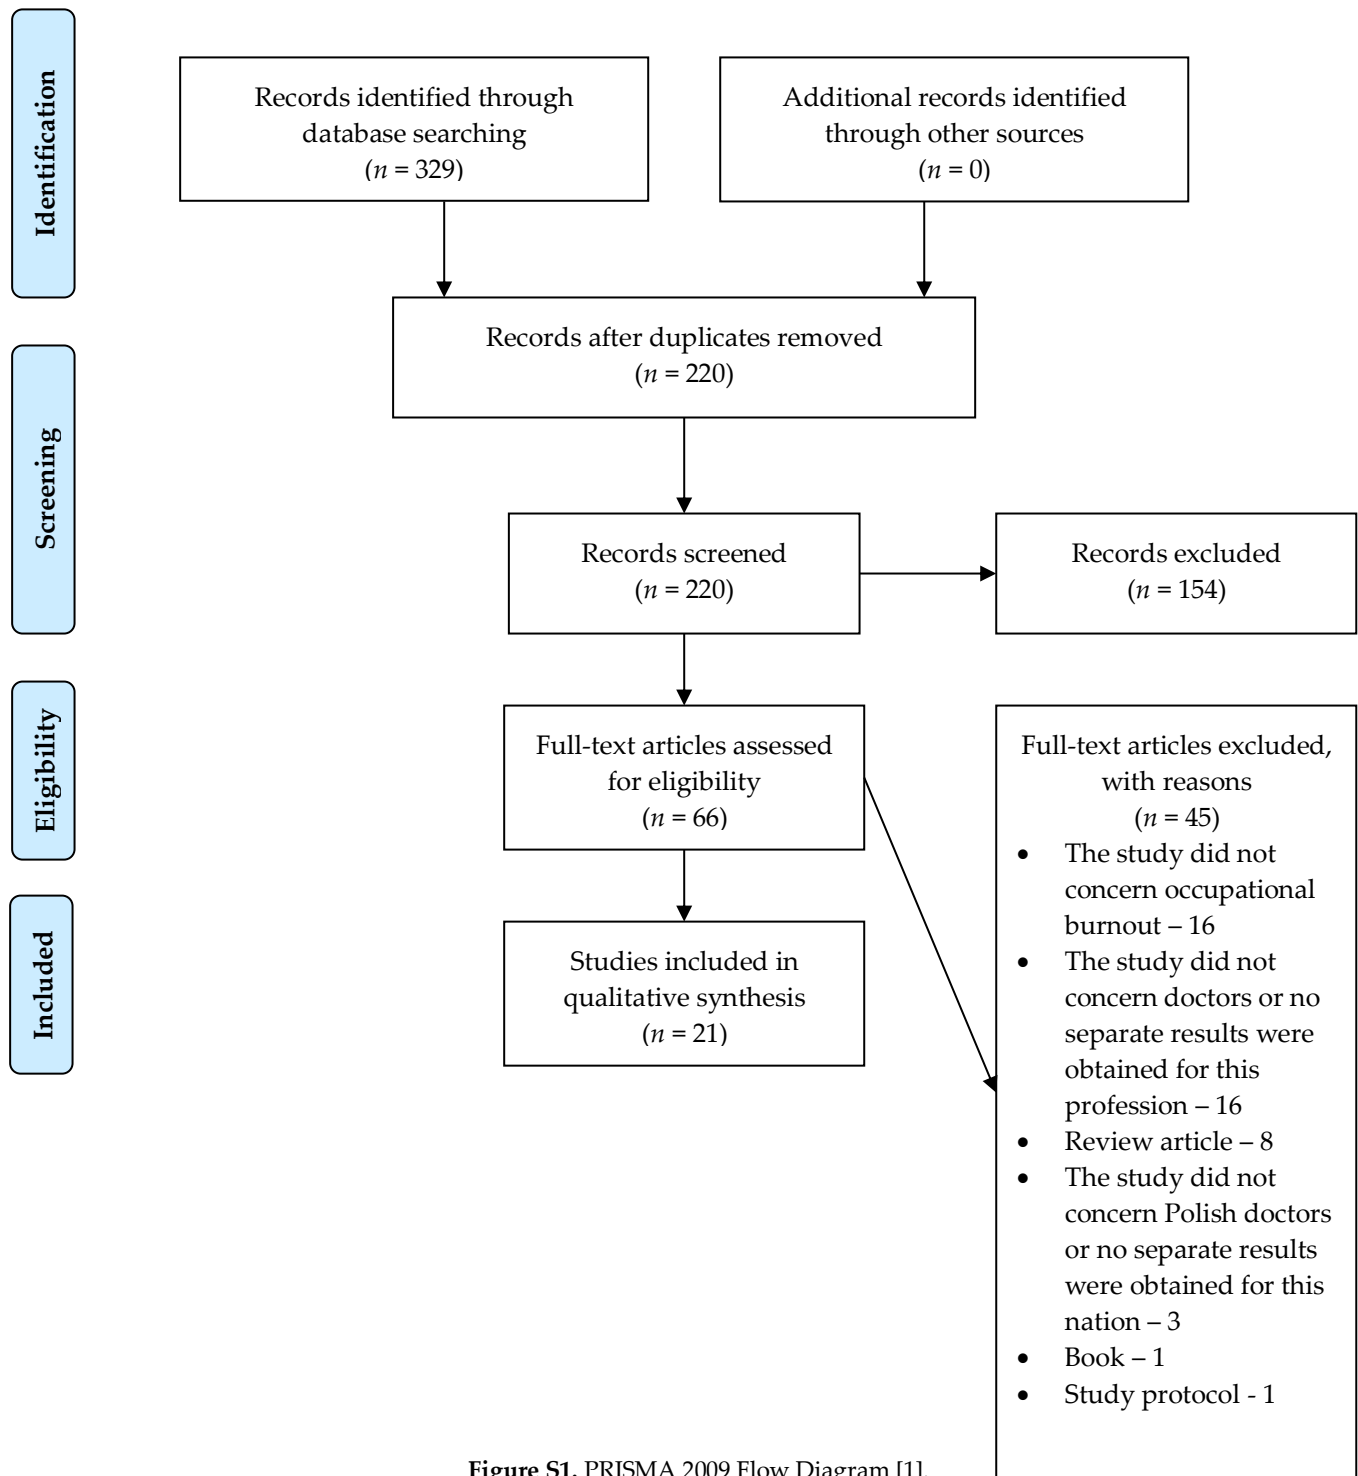 Identification
Records identified through
database searching
(n = 329)
Additional records identified
through other sources
(n = 0)
Records after duplicates removed
(n = 220)
Screening
Records screened
(n = 220)
Records excluded
(n = 154)
Eligibility
Full-text articles assessed
for eligibility
(n = 66)
Full-text articles excluded,
with reasons
(n = 45)
• The study did not
concern occupational
burnout – 16
• The study did not
concern doctors or no
separate results were
obtained for this
profession – 16
• Review article – 8
• The study did not
concern Polish doctors
or no separate results
were obtained for this
nation – 3
• Book – 1
• Study protocol - 1
Included
Studies included in
qualitative synthesis
(n = 21)
Figure S1. PRISMA 2009 Flow Diagram [1].